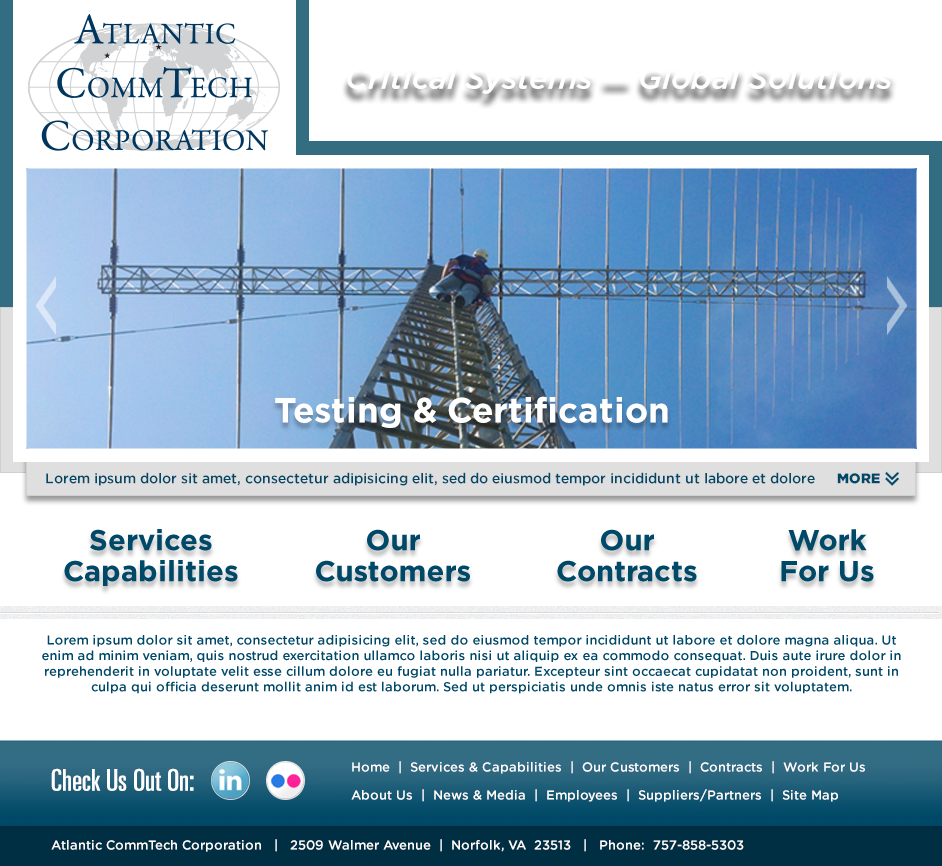 ATLANTIC
COMMTECH
CORPORATION
Critical Systems — Global Solutions
Testing & Certification
Lorem ipsum dolor sit amet, consectetur adipisicing elit, sed do eiusmod tempor incididunt ut labore et dolore MORE
Services
Capabilities
Our
Customers
Our
Contracts
Work
For Us
Lorem ipsum dolor sit amet, consectetur adipisicing elit, sed do eiusmod tempor incididunt ut labore et dolore magna aliqua. Ut
enim ad minim veniam, quis nostrud exercitation ullamco laboris nisi ut aliquip ex ea commodo consequat. Duis aute irure dolor in
reprehenderit in voluptate velit esse cillum dolore eu fugiat nulla pariatur. Excepteur sint occaecat cupidatat non proident, sunt in
culpa qui officia deserunt mollit anim id est laborum. Sed ut perspiciatis unde omnis iste natus error sit voluptatem.
Check Us Out On: in
Home | Services & Capabilities | Our Customers | Contracts | Work For Us
About Us | News & Media | Employees | Suppliers/Partners | Site Map
Atlantic CommTech Corporation | 2509 Walmer Avenue | Norfolk, VA 23513 | Phone: 757-858-5303